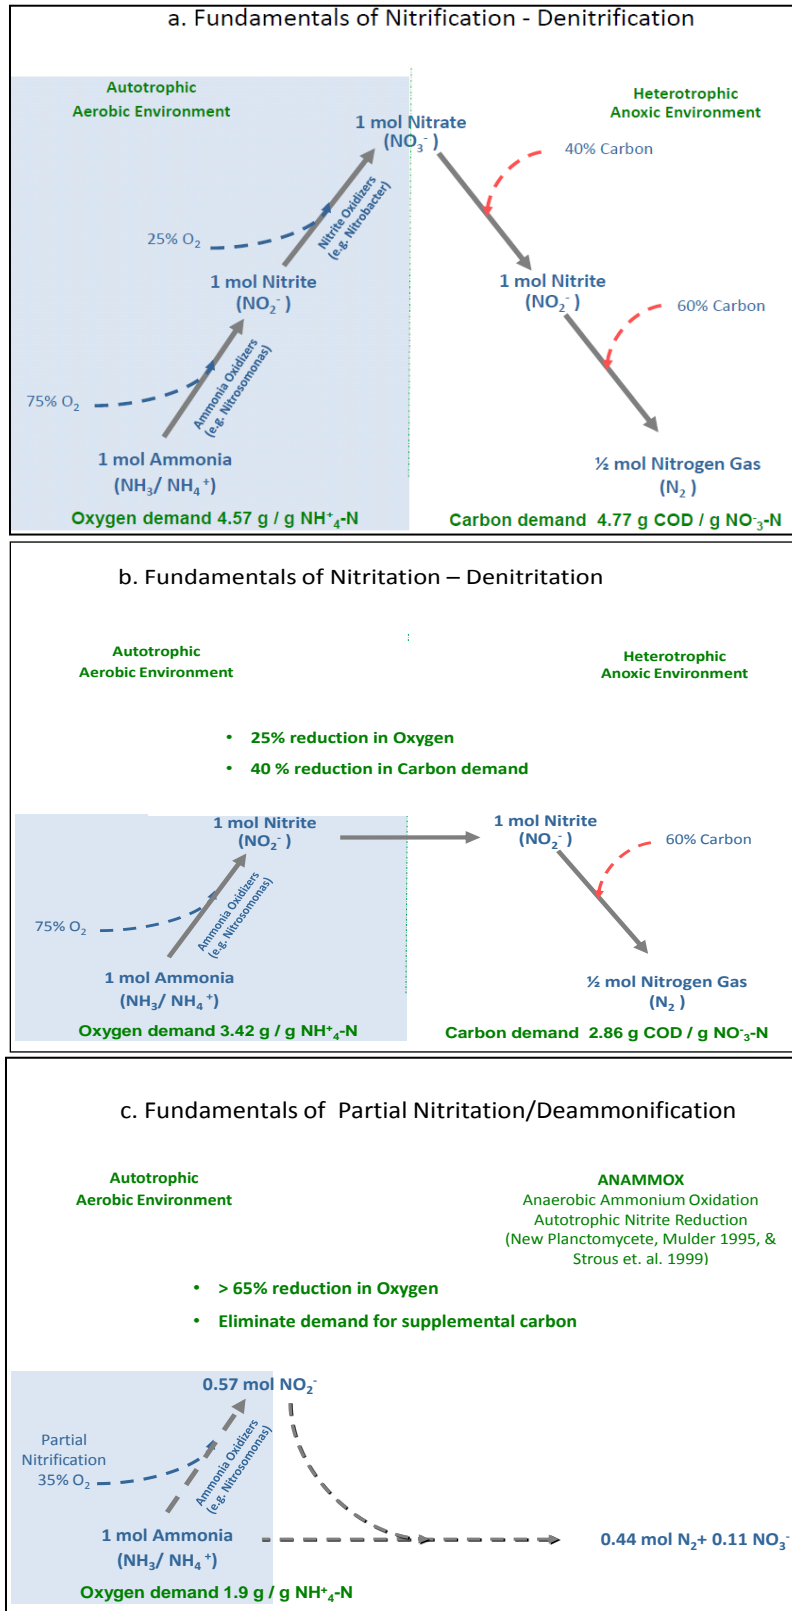 a. Fundamentals of Nitrification - Denitrification
Autotrophic
Aerobic Environment
Heterotrophic
Anoxic Environment
1 mol Nitrate
(NO₃⁻ )
40% Carbon
Nitrite Oxidizers
(e.g. Nitrobacter)
25% O₂
1 mol Nitrite
(NO₂⁻ )
1 mol Nitrite
(NO₂⁻ )
60% Carbon
Ammonia Oxidizers
(e.g. Nitrosomonas)
75% O₂
1 mol Ammonia
(NH₃/ NH₄ ⁺)
½ mol Nitrogen Gas
(N₂ )
Oxygen demand 4.57 g / g NH⁺₄-N
Carbon demand 4.77 g COD / g NO⁻₃-N
b. Fundamentals of Nitritation – Denitritation
Autotrophic
Aerobic Environment
Heterotrophic
Anoxic Environment
• 25% reduction in Oxygen
• 40 % reduction in Carbon demand
1 mol Nitrite
(NO₂⁻ )
1 mol Nitrite
(NO₂⁻ )
60% Carbon
Ammonia Oxidizers
(e.g. Nitrosomonas)
75% O₂
1 mol Ammonia
(NH₃/ NH₄ ⁺)
½ mol Nitrogen Gas
(N₂ )
Oxygen demand 3.42 g / g NH⁺₄-N
Carbon demand 2.86 g COD / g NO⁻₃-N
c. Fundamentals of Partial Nitritation/Deammonification
Autotrophic
Aerobic Environment
ANAMMOX
Anaerobic Ammonium Oxidation
Autotrophic Nitrite Reduction
(New Planctomycete, Mulder 1995, &
Strous et. al. 1999)
• > 65% reduction in Oxygen
• Eliminate demand for supplemental carbon
0.57 mol NO₂⁻
Partial
Nitrification
35% O₂
Ammonia Oxidizers
(e.g. Nitrosomonas)
1 mol Ammonia
(NH₃/ NH₄ ⁺)
0.44 mol N₂+ 0.11 NO₃⁻
Oxygen demand 1.9 g / g NH⁺₄-N